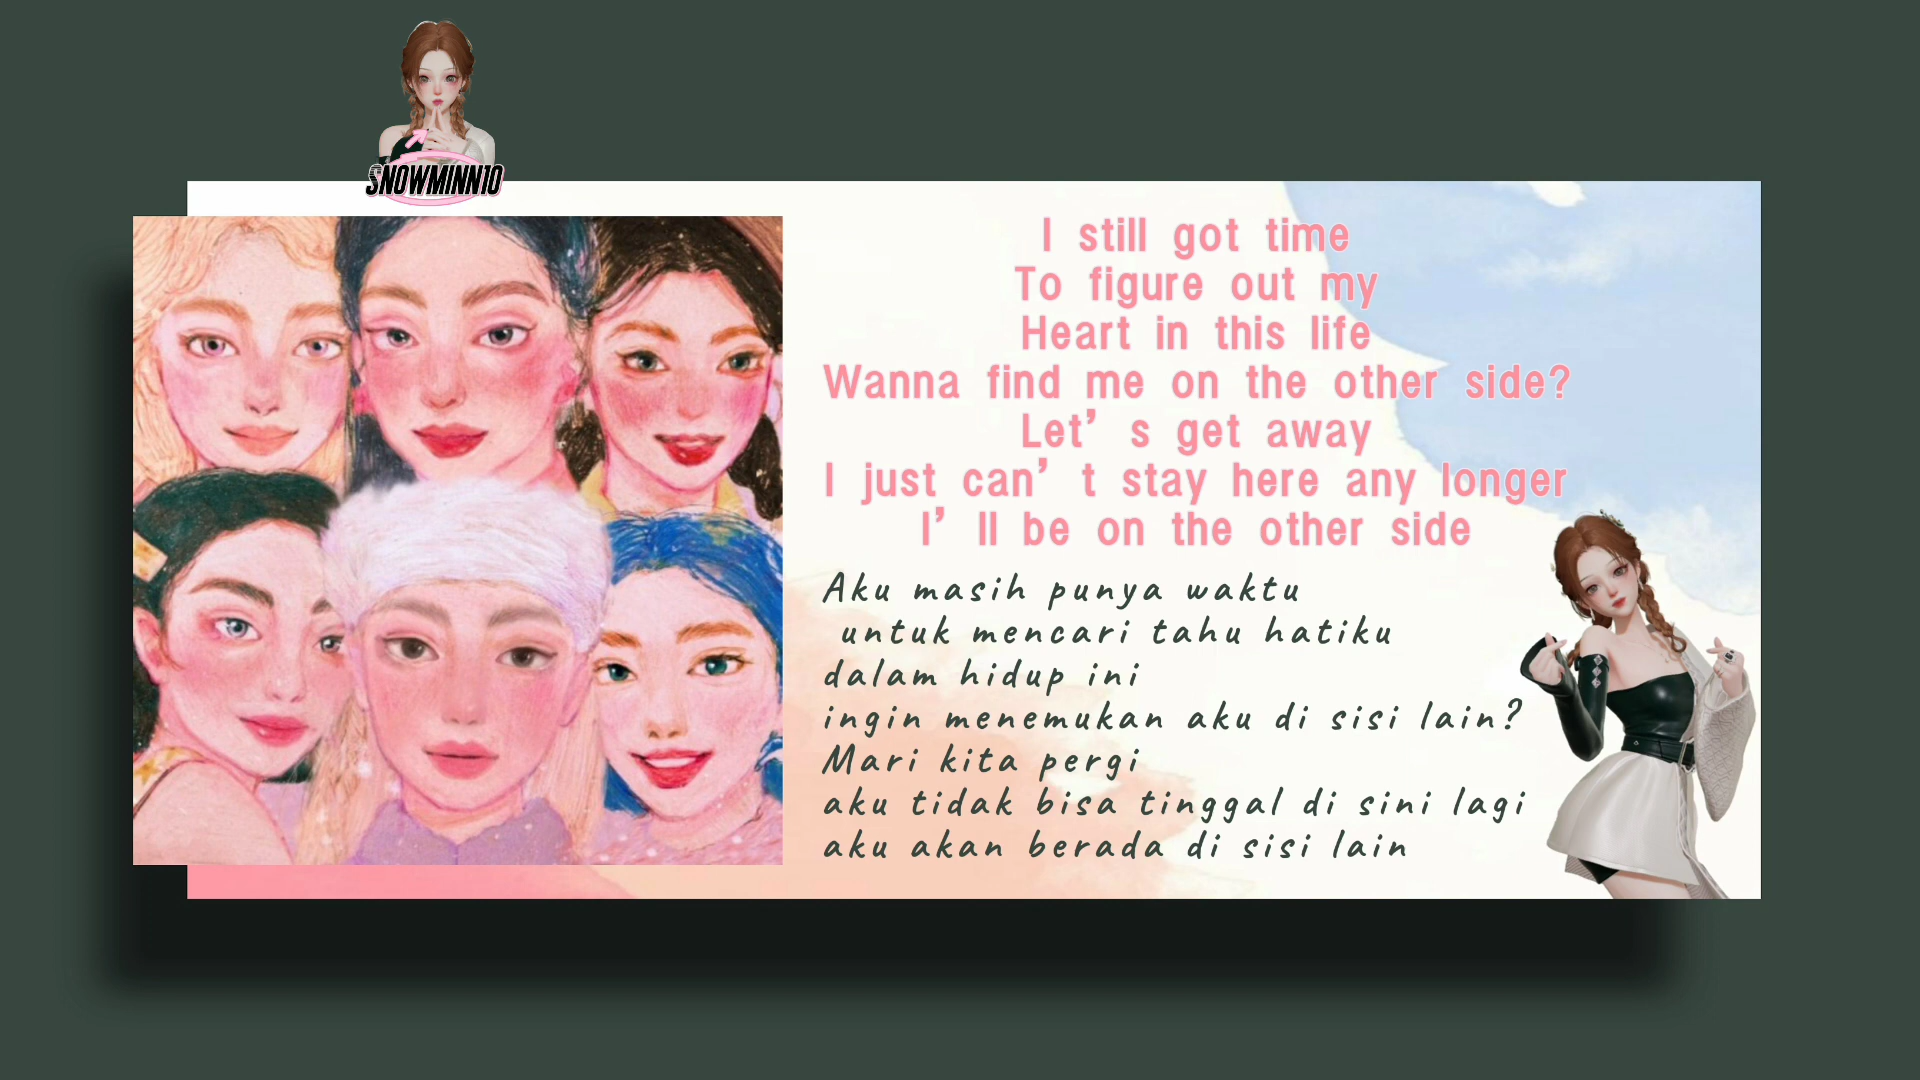 SNOWMINN10
I still got time
To figure out my
Heart in this life
Wanna find me on the other side?
Let’ s get away
I just can’ t stay here any longer
I’ ll be on the other side
Aku masih punya waktu
untuk mencari tahu hatiku
dalam hidup ini
ingin menemukan aku di sisi lain?
Mari kita pergi
aku tidak bisa tinggal di sini lagi
aku akan berada di sisi lain